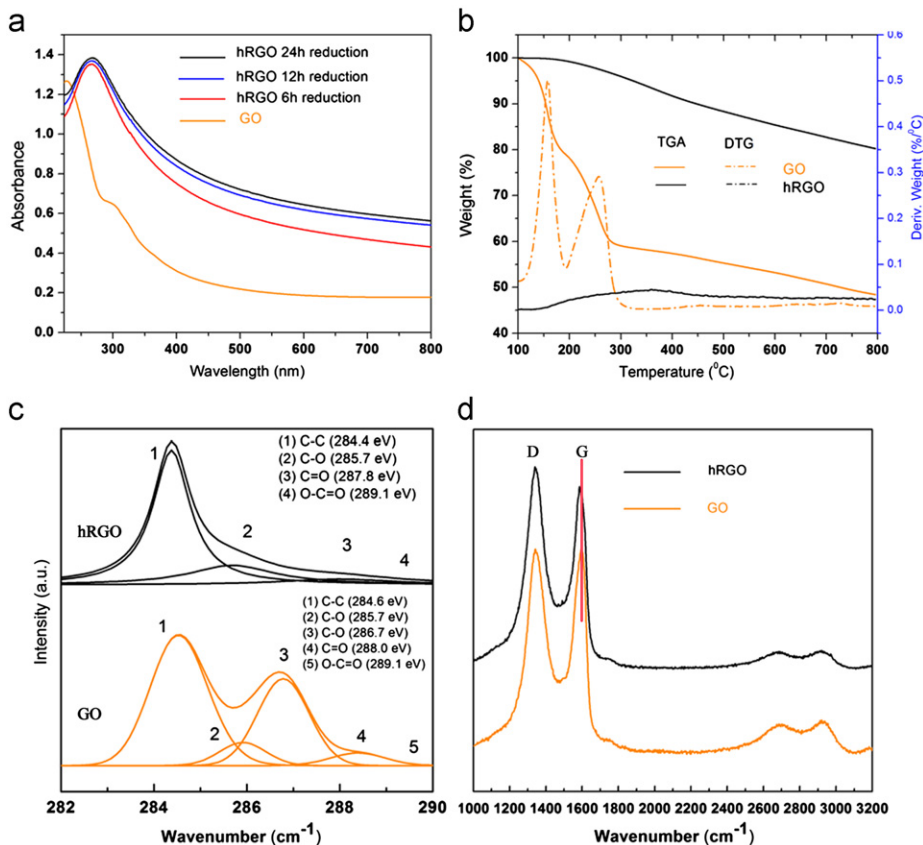 a
hRGO 24h reduction
hRGO 12h reduction
hRGO 6h reduction
GO
Absorbance
1.4
1.2
1.0
0.8
0.6
0.4
0.2
0.0
300 400 500 600 700 800
Wavelength (nm)
b
TGA DTG
GO
hRGO
Weight (%)
100
90
80
70
60
50
40
Deriv. Weight (%/⁰C)
0.6
0.5
0.4
0.3
0.2
0.1
0.0
100 200 300 400 500 600 700 800
Temperature (⁰C)
c
1
(1) C-C (284.4 eV)
(2) C-O (285.7 eV)
(3) C=O (287.8 eV)
(4) O-C=O (289.1 eV)
hRGO
2
3
4
(1) C-C (284.6 eV)
(2) C-O (285.7 eV)
(3) C-O (286.7 eV)
(4) C=O (288.0 eV)
(5) O-C=O (289.1 eV)
1
3
GO
2
4
5
Intensity (a.u.)
282 284 286 288 290
Wavenumber (cm⁻¹)
d
D G
hRGO
GO
1000 1200 1400 1600 1800 2000 2200 2400 2600 2800 3000 3200
Wavenumber (cm⁻¹)